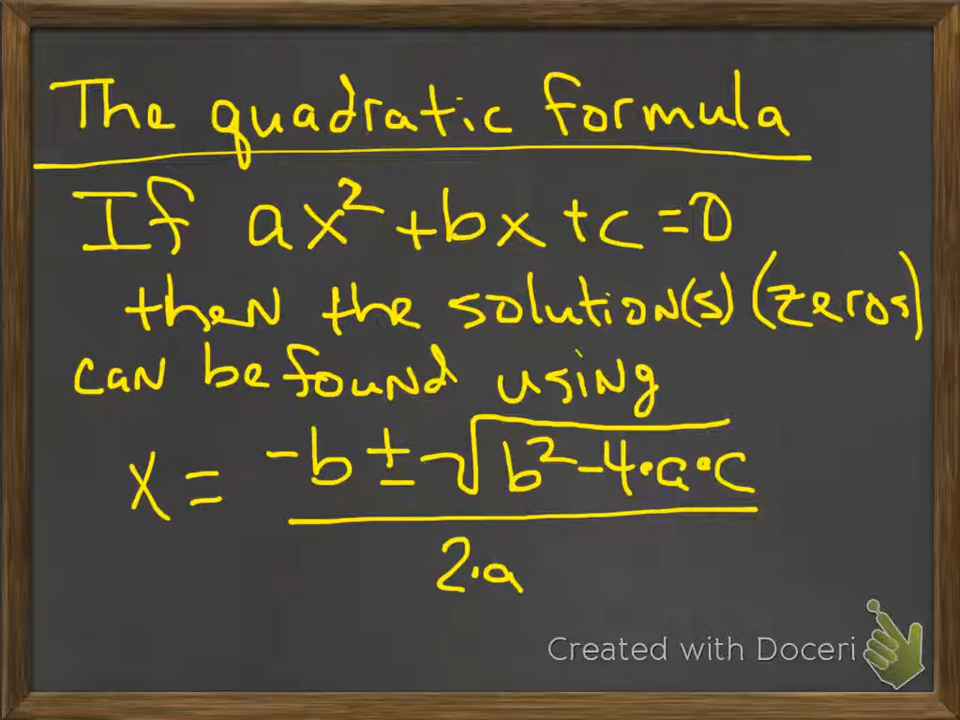 The quadratic formula
If ax² + bx + c = 0
then the solution(s) (zeros)
can be found using
x = (-b ± √(b² - 4·a·c)) / (2·a)
Created with Doceri